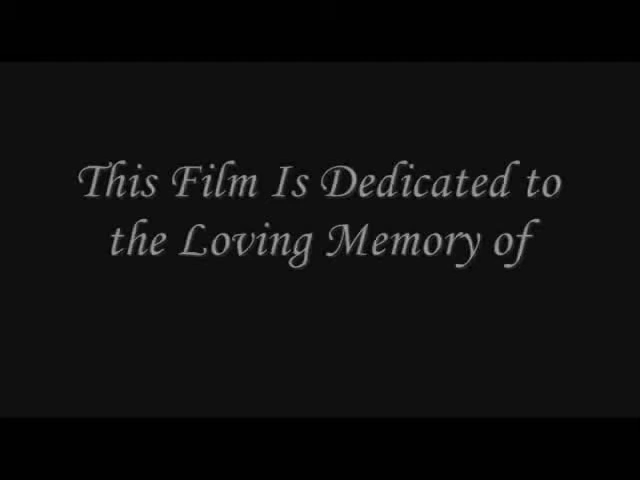 This Film Is Dedicated to
the Loving Memory of